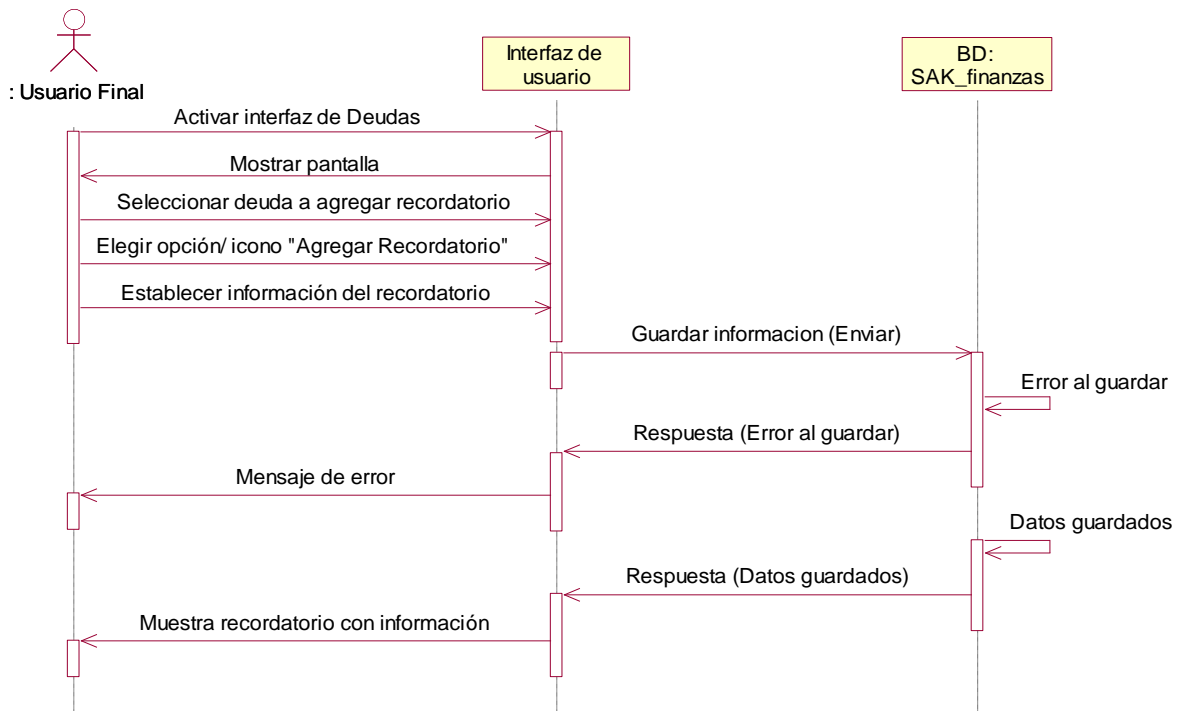 Interfaz de
usuario
BD:
SAK_finanzas
: Usuario Final
Activar interfaz de Deudas
Mostrar pantalla
Seleccionar deuda a agregar recordatorio
Elegir opción/ icono "Agregar Recordatorio"
Establecer información del recordatorio
Guardar informacion (Enviar)
Error al guardar
Respuesta (Error al guardar)
Mensaje de error
Datos guardados
Respuesta (Datos guardados)
Muestra recordatorio con información